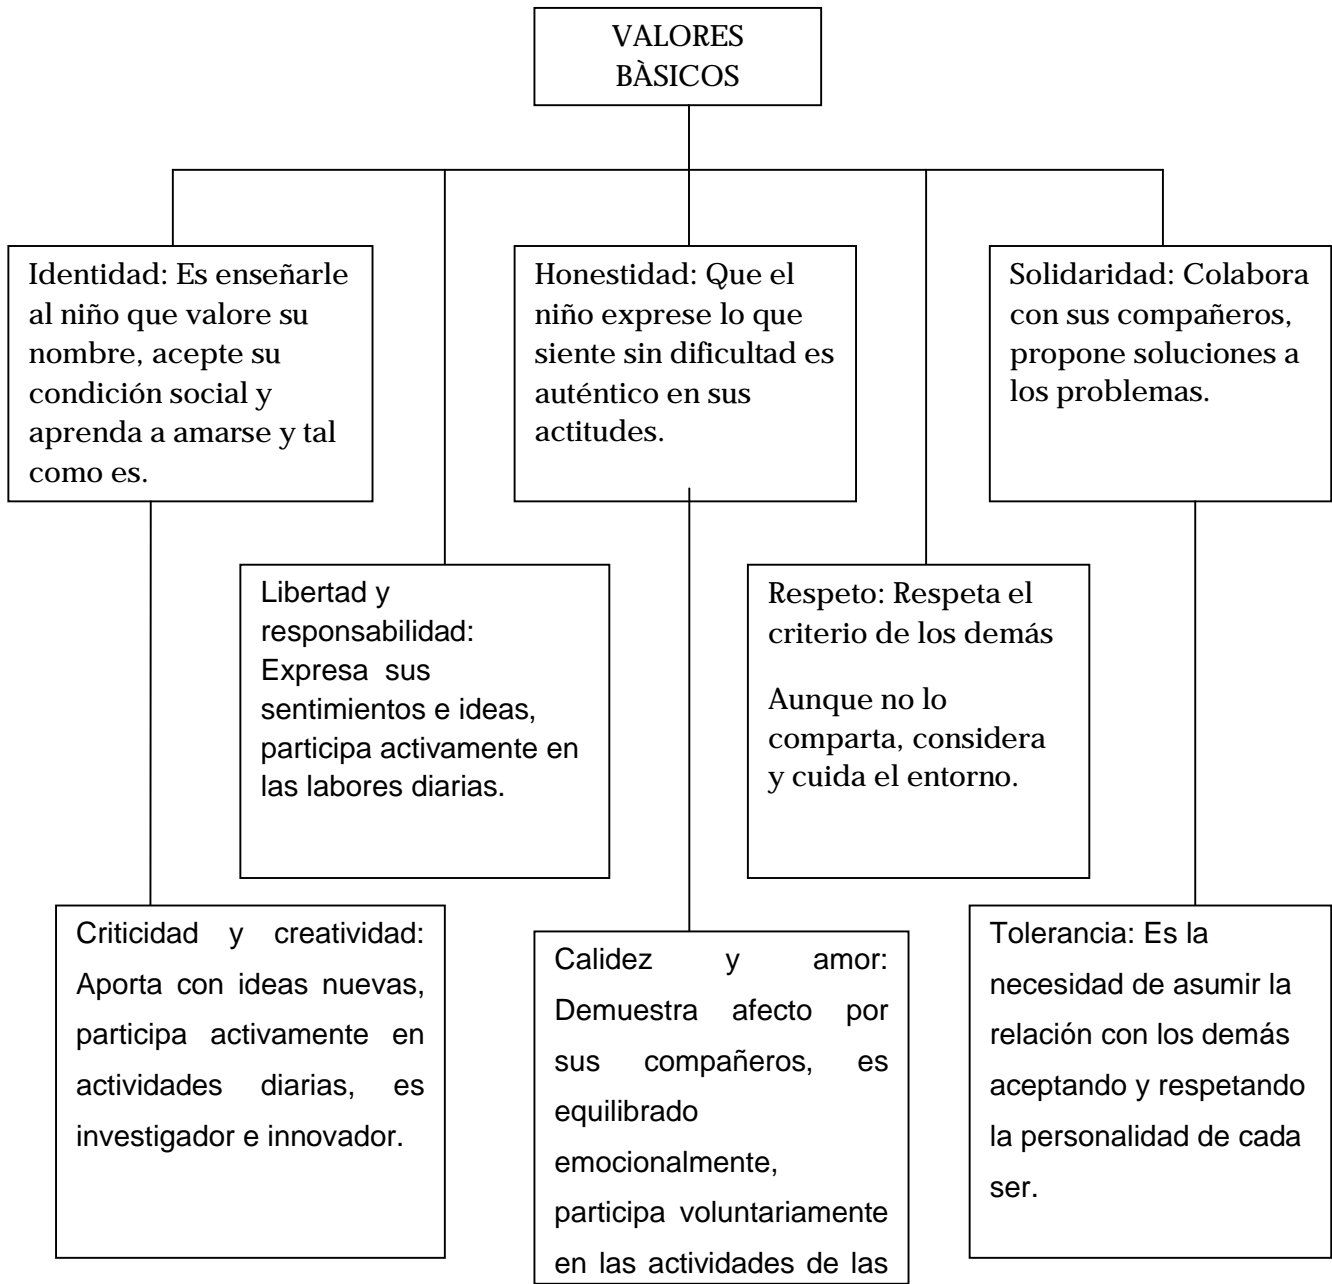 VALORES
BÀSICOS
Identidad: Es enseñarle
al niño que valore su
nombre, acepte su
condición social y
aprenda a amarse y tal
como es.
Honestidad: Que el
niño exprese lo que
siente sin dificultad es
auténtico en sus
actitudes.
Solidaridad: Colabora
con sus compañeros,
propone soluciones a
los problemas.
Libertad y
responsabilidad:
Expresa sus
sentimientos e ideas,
participa activamente en
las labores diarias.
Respeto: Respeta el
criterio de los demás
Aunque no lo
comparta, considera
y cuida el entorno.
Criticidad y creatividad:
Aporta con ideas nuevas,
participa activamente en
actividades diarias, es
investigador e innovador.
Calidez y amor:
Demuestra afecto por
sus compañeros, es
equilibrado
emocionalmente,
participa voluntariamente
en las actividades de las
Tolerancia: Es la
necesidad de asumir la
relación con los demás
aceptando y respetando
la personalidad de cada
ser.